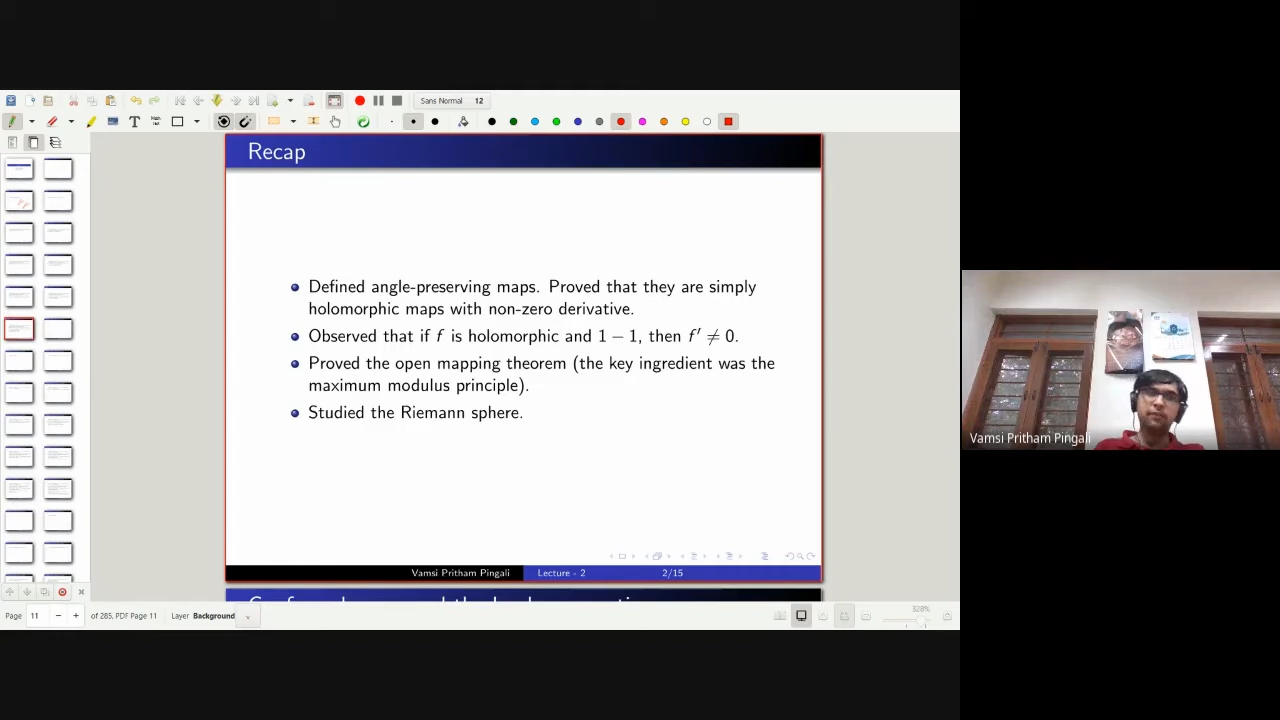 Sans Normal 12
Recap
Defined angle-preserving maps. Proved that they are simply
holomorphic maps with non-zero derivative.
Observed that if f is holomorphic and 1 − 1, then f′ ≠ 0.
Proved the open mapping theorem (the key ingredient was the
maximum modulus principle).
Studied the Riemann sphere.
Vamsi Pritham Pingali
Vamsi Pritham Pingali Lecture - 2 2/15
Page 11 of 285, PDF Page 11 Layer Background 328%